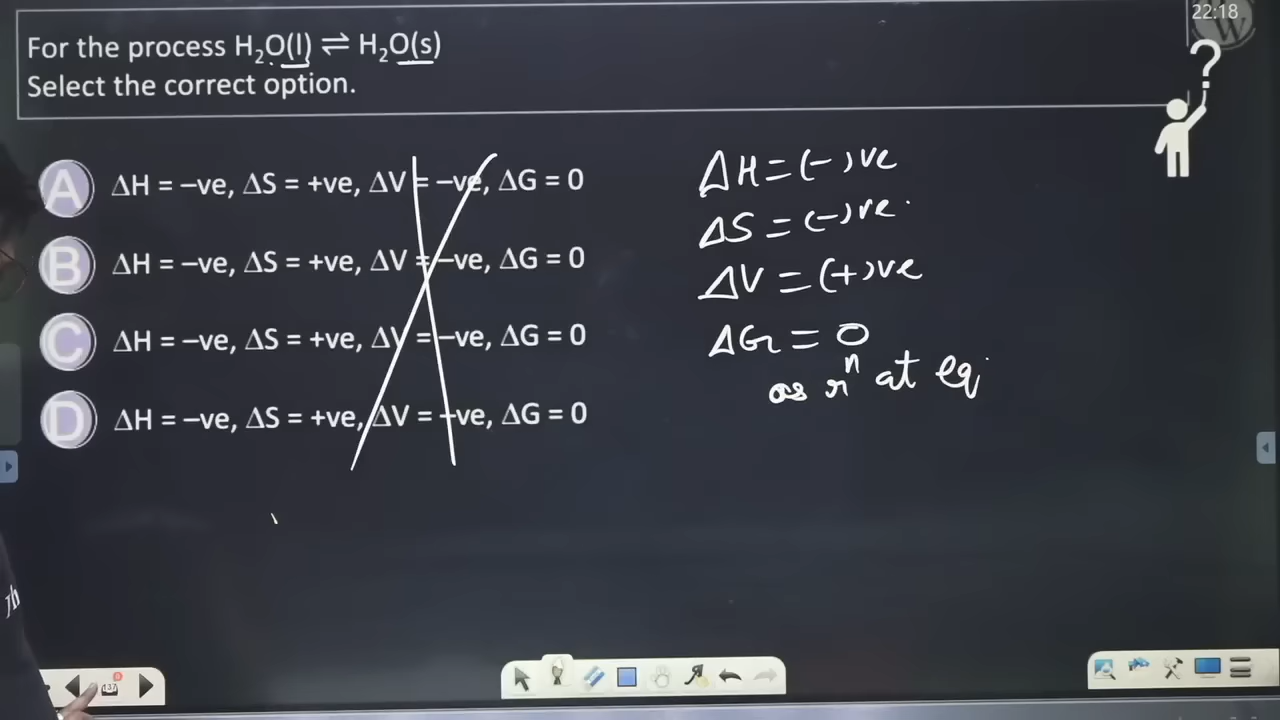 22:18
For the process H₂O(l) ⇌ H₂O(s)
Select the correct option.
?
A ΔH = –ve, ΔS = +ve, ΔV = –ve, ΔG = 0
B ΔH = –ve, ΔS = +ve, ΔV = –ve, ΔG = 0
C ΔH = –ve, ΔS = +ve, ΔV = –ve, ΔG = 0
D ΔH = –ve, ΔS = +ve, ΔV = –ve, ΔG = 0
ΔH = (-)ve
ΔS = (-)ve
ΔV = (+)ve
ΔG = 0
as rⁿ at eq
137